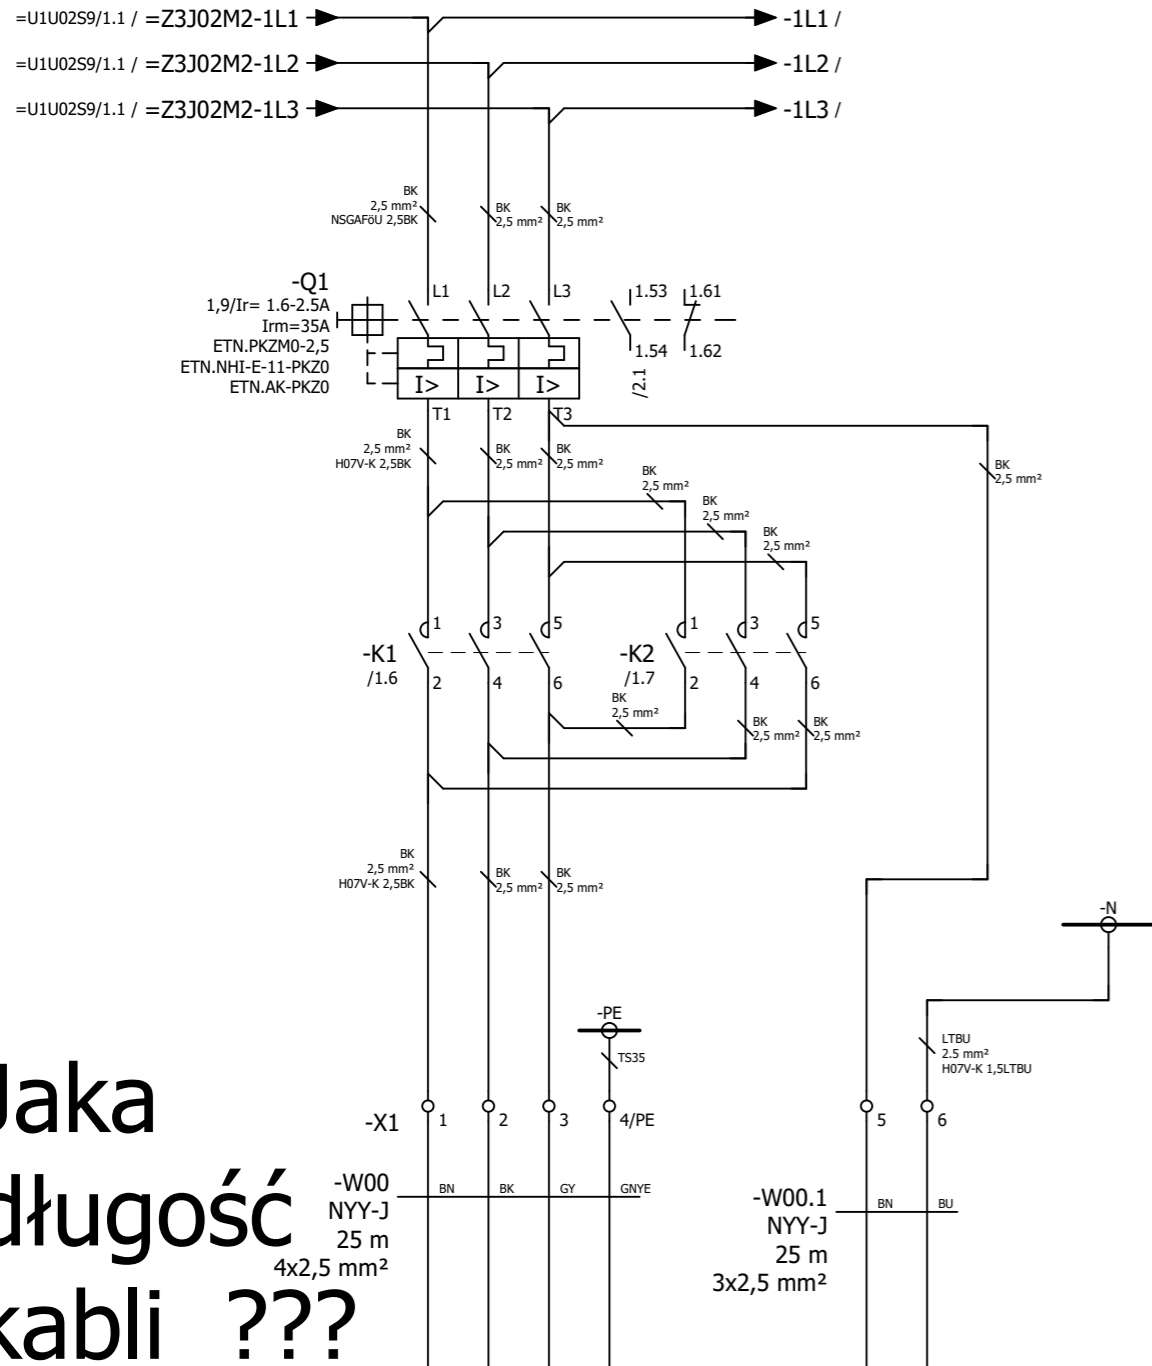 =U1U02S9/1.1 / =Z3J02M2-1L1 -1L1 /
=U1U02S9/1.1 / =Z3J02M2-1L2 -1L2 /
=U1U02S9/1.1 / =Z3J02M2-1L3 -1L3 /
BK
2,5 mm²
NSGAFöU 2,5BK
BK
2,5 mm²
BK
2,5 mm²
-Q1
1,9/Ir= 1.6-2.5A
Irm=35A
ETN.PKZM0-2,5
ETN.NHI-E-11-PKZ0
ETN.AK-PKZ0
L1 L2 L3 1.53 1.61
1.54 1.62
/2.1
I> I> I>
T1 T2 T3
BK
2,5 mm²
H07V-K 2,5BK
BK
2,5 mm²
BK
2,5 mm²
BK
2,5 mm²
BK
2,5 mm²
BK
2,5 mm²
BK
2,5 mm²
-K1
/1.6
1 3 5
2 4 6
-K2
/1.7
1 3 5
2 4 6
BK
2,5 mm²
BK
2,5 mm²
BK
2,5 mm²
BK
2,5 mm²
H07V-K 2,5BK
BK
2,5 mm²
BK
2,5 mm²
-N
-PE
TS35
LTBU
2.5 mm²
H07V-K 1,5LTBU
-X1 1 2 3 4/PE 5 6
-W00
NYY-J
25 m
4x2,5 mm²
BN BK GY GNYE
-W00.1
NYY-J
25 m
3x2,5 mm²
BN BU
Jaka
długość
kabli ???